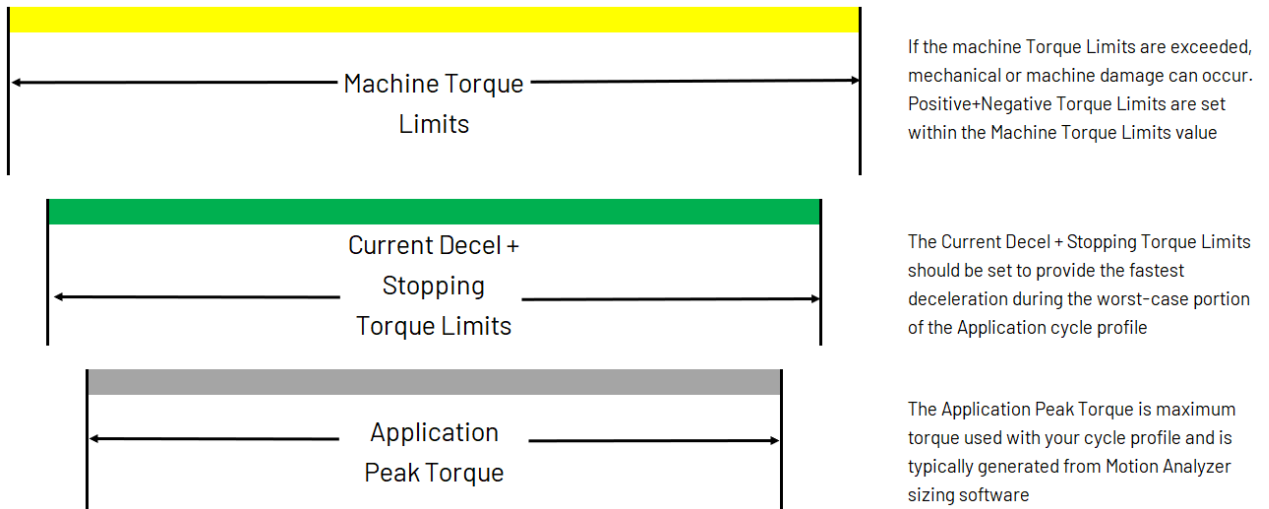 Machine Torque
Limits
If the machine Torque Limits are exceeded,
mechanical or machine damage can occur.
Positive+Negative Torque Limits are set
within the Machine Torque Limits value
Current Decel +
Stopping
Torque Limits
The Current Decel + Stopping Torque Limits
should be set to provide the fastest
deceleration during the worst-case portion
of the Application cycle profile
Application
Peak Torque
The Application Peak Torque is maximum
torque used with your cycle profile and is
typically generated from Motion Analyzer
sizing software